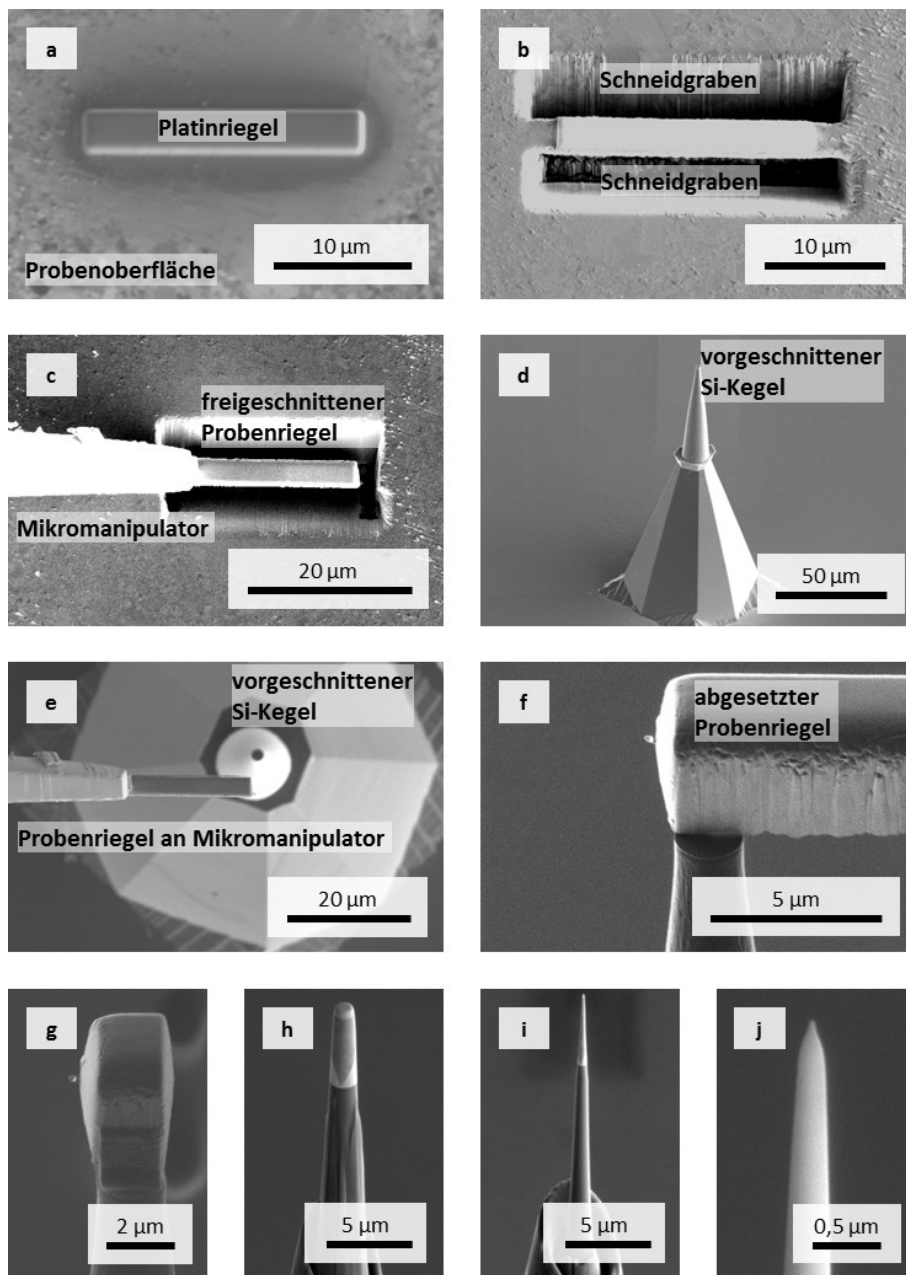 a
Platinriegel
10 µm
Probenoberfläche
b
Schneidgraben
Schneidgraben
10 µm
c
freigeschnittener
Probenriegel
Mikromanipulator
20 µm
d
vorgeschnittener
Si-Kegel
50 µm
e
vorgeschnittener
Si-Kegel
Probenriegel an Mikromanipulator
20 µm
f
abgesetzter
Probenriegel
5 µm
g
2 µm
h
5 µm
i
5 µm
j
0,5 µm